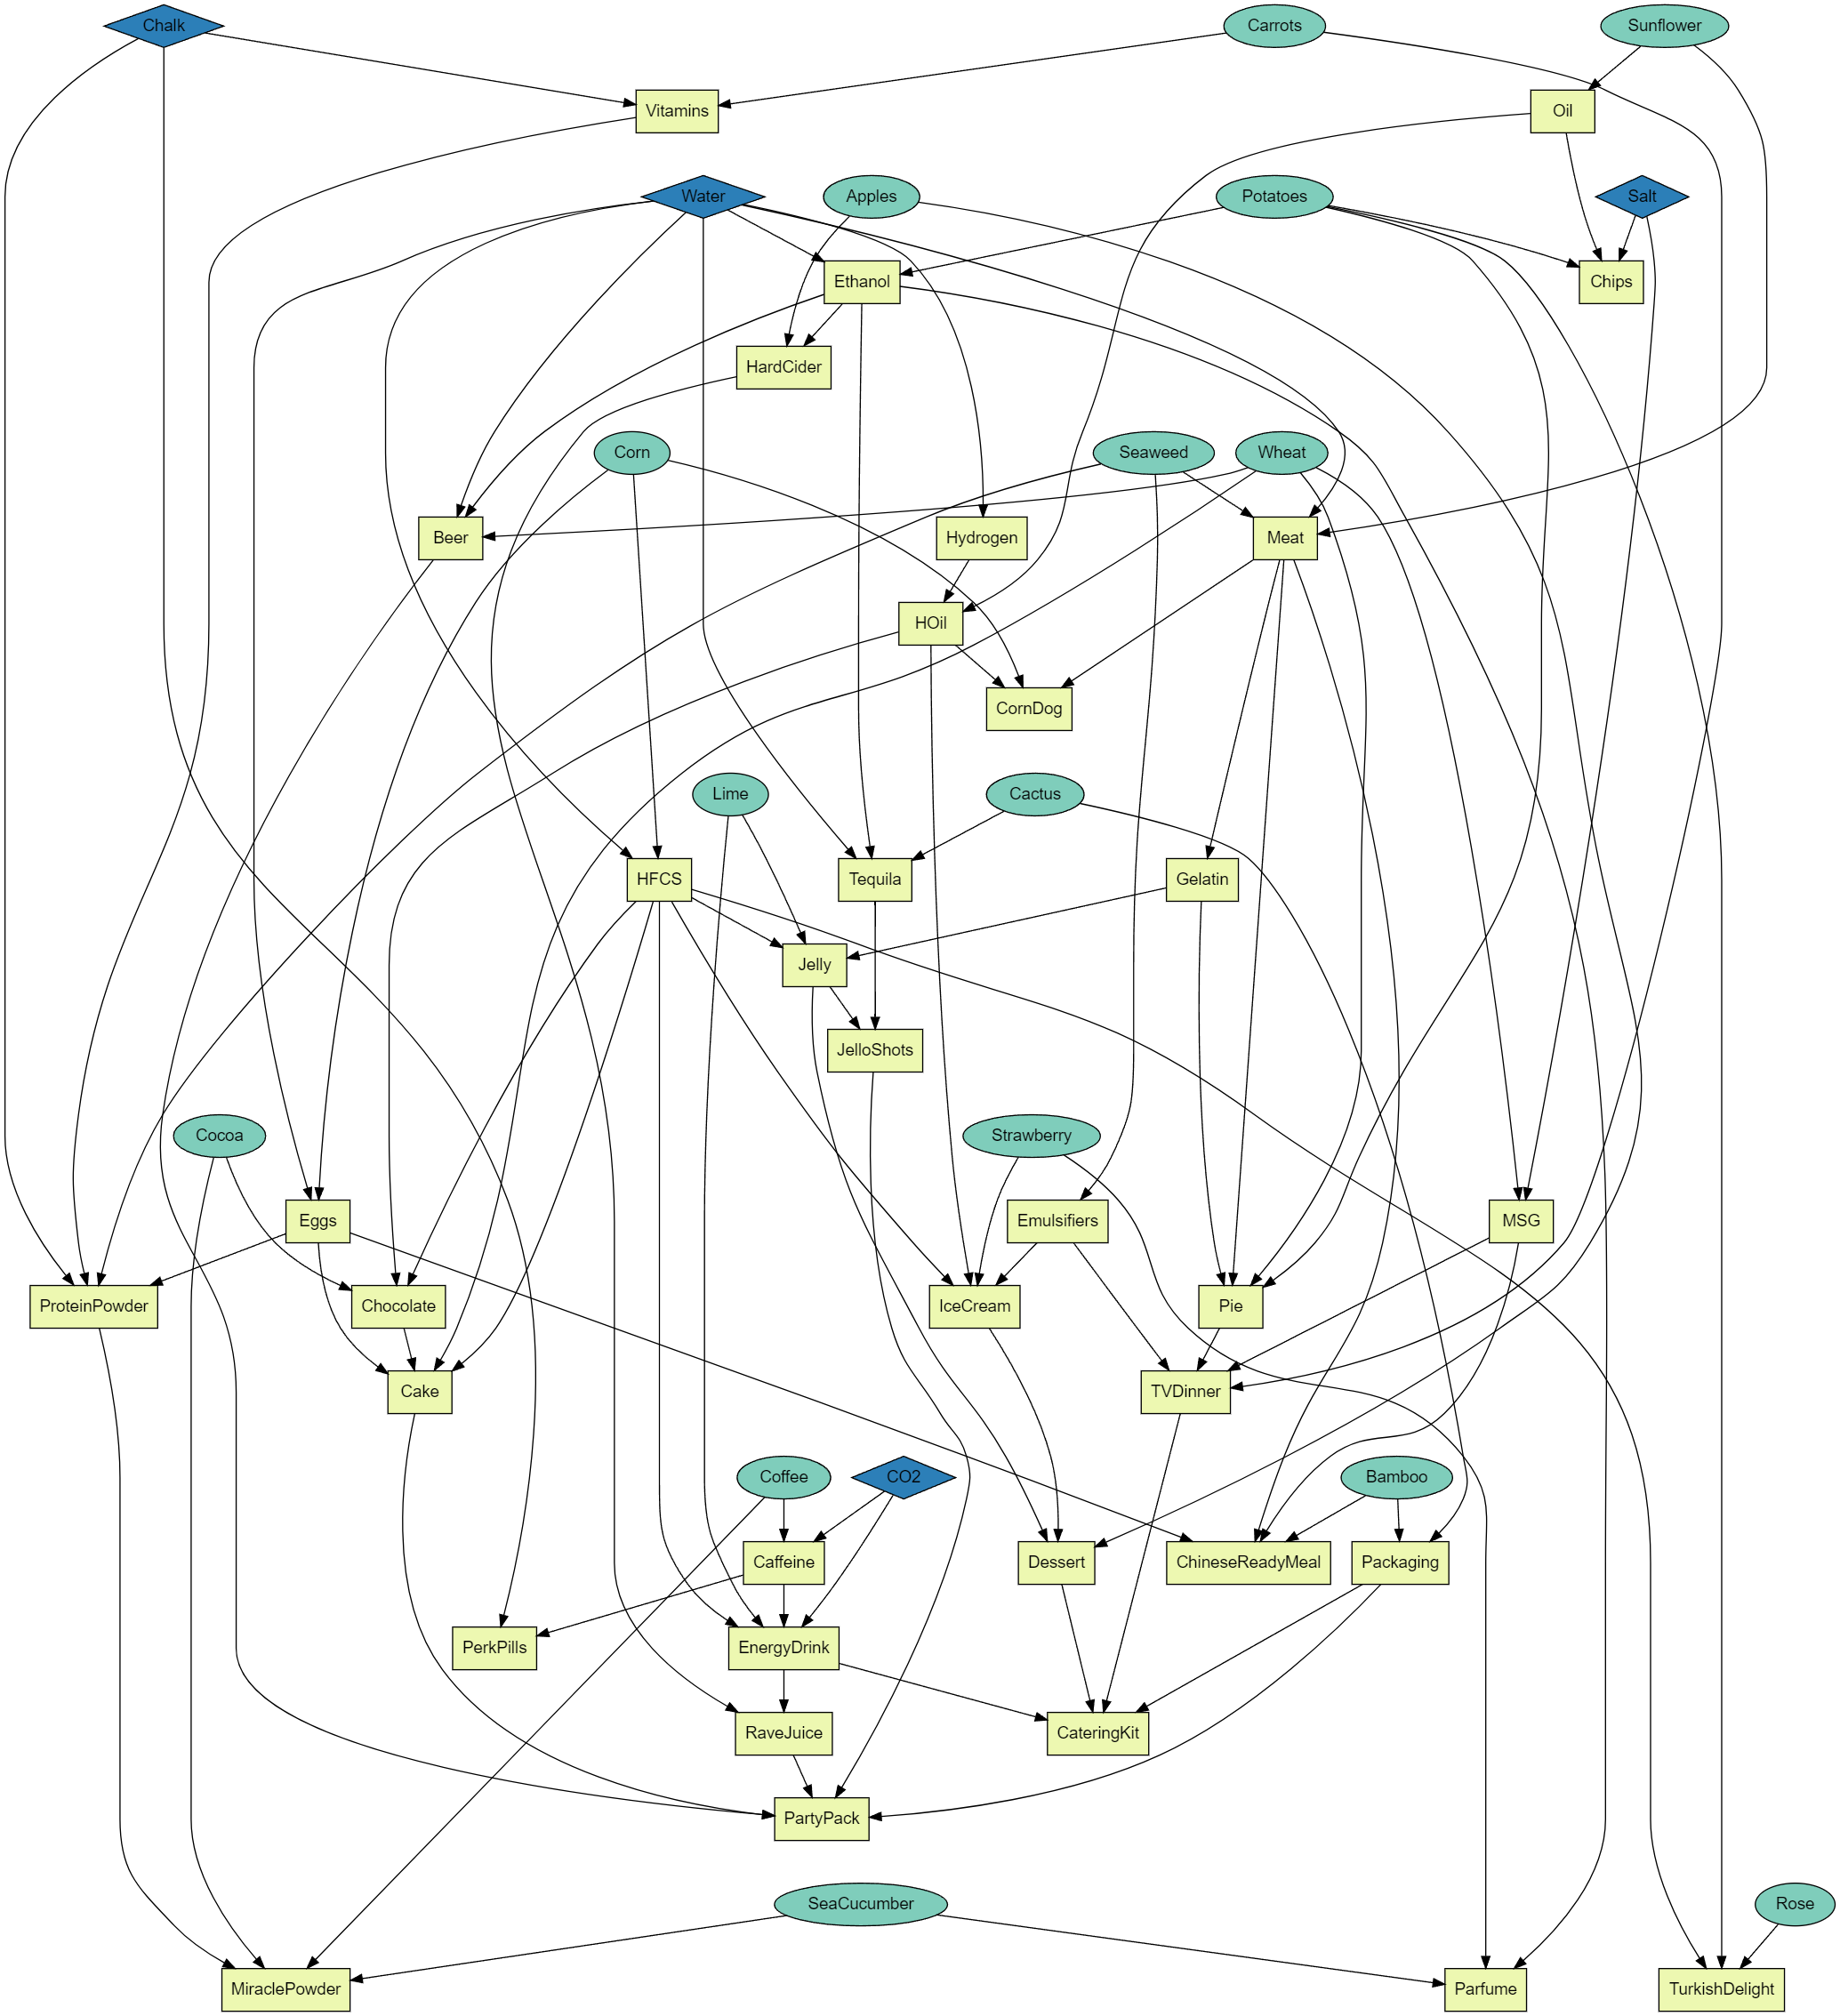 Chalk
Carrots
Sunflower
Vitamins
Oil
Water
Apples
Potatoes
Salt
Ethanol
Chips
HardCider
Corn
Seaweed
Wheat
Beer
Hydrogen
Meat
HOil
CornDog
Lime
Cactus
HFCS
Tequila
Gelatin
Jelly
JelloShots
Cocoa
Strawberry
Eggs
Emulsifiers
MSG
ProteinPowder
Chocolate
IceCream
Pie
Cake
TVDinner
Coffee
CO2
Bamboo
Caffeine
Dessert
ChineseReadyMeal
Packaging
PerkPills
EnergyDrink
RaveJuice
CateringKit
PartyPack
SeaCucumber
Rose
MiraclePowder
Parfume
TurkishDelight